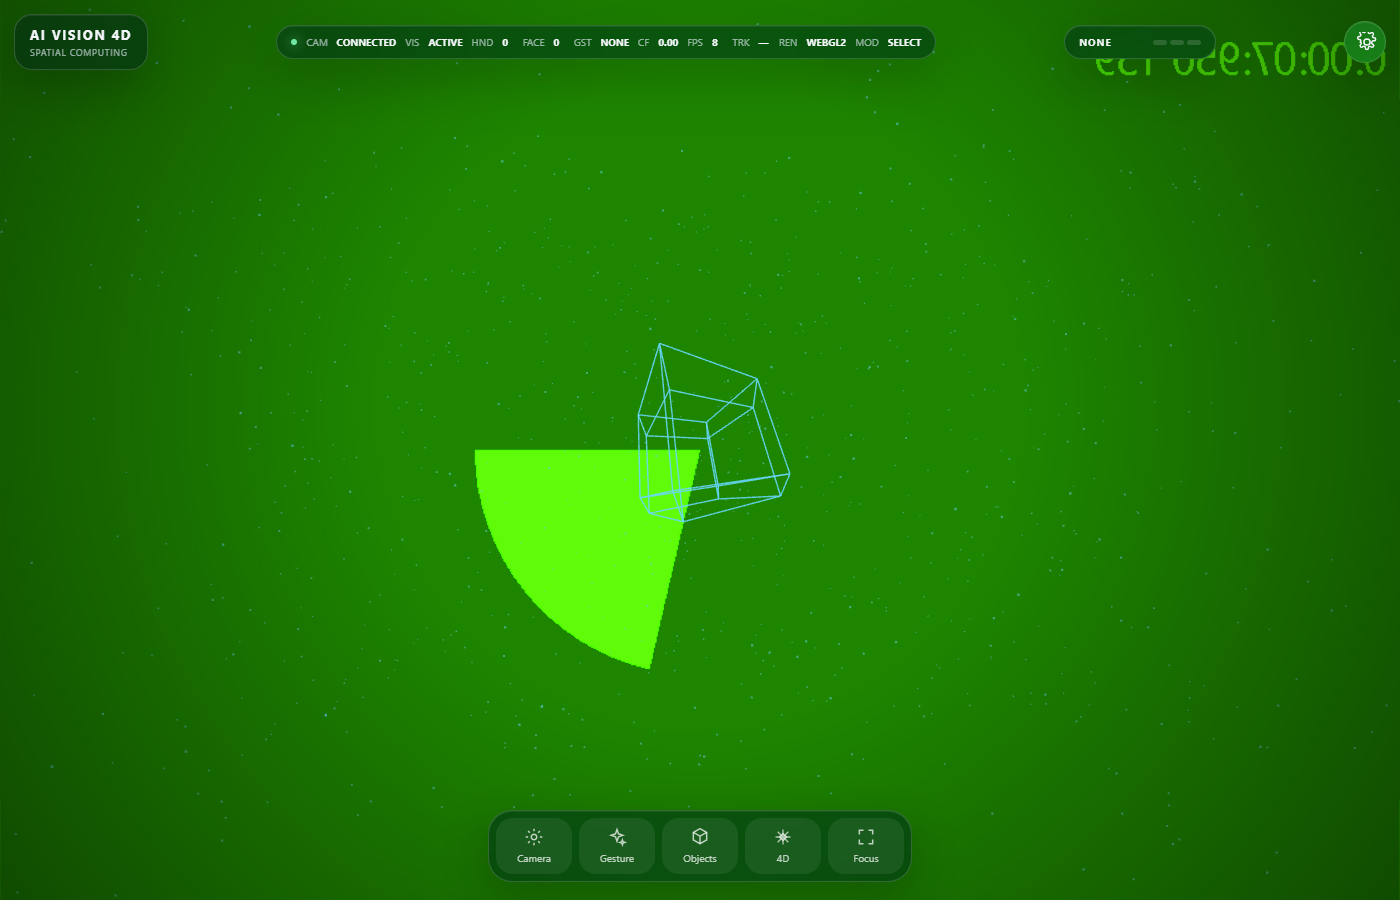 AI VISION 4D
SPATIAL COMPUTING
CAM CONNECTED VIS ACTIVE HND 0 FACE 0 GST NONE CF 0.00 FPS 8 TRK — REN WEBGL2 MOD SELECT
NONE
Camera
Gesture
Objects
4D
Focus